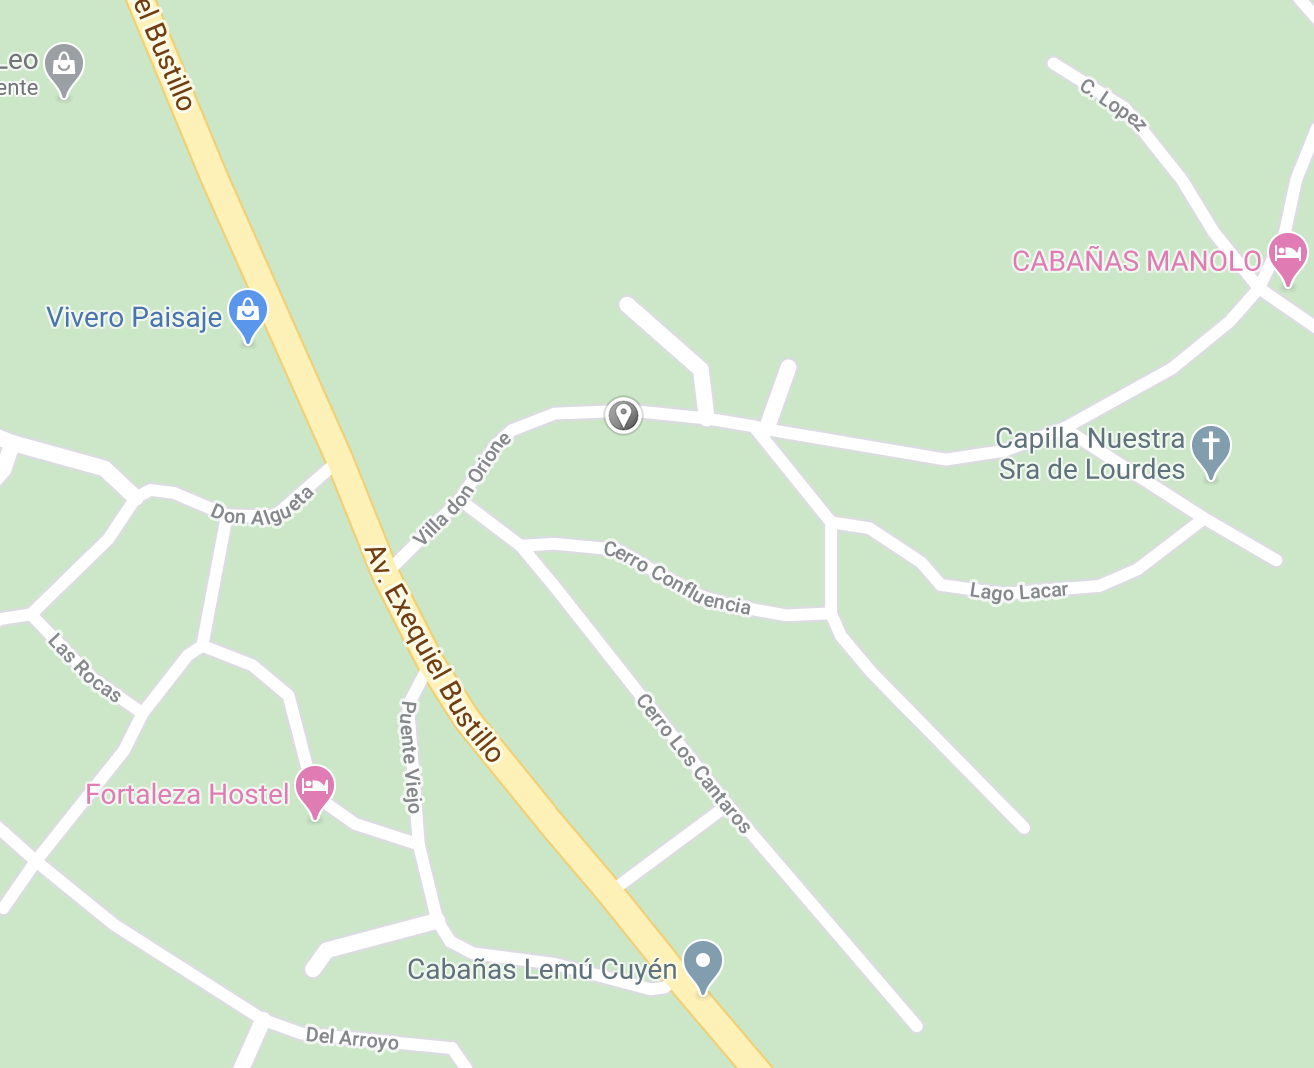 el Bustillo
Leo
ente
C. Lopez
CABAÑAS MANOLO
Vivero Paisaje
Capilla Nuestra
Sra de Lourdes
Villa don Orione
Don Algueta
Av. Exequiel Bustillo
Cerro Confluencia
Lago Lacar
Las Rocas
Puente Viejo
Cerro Los Cantaros
Fortaleza Hostel
Cabañas Lemú Cuyén
Del Arroyo